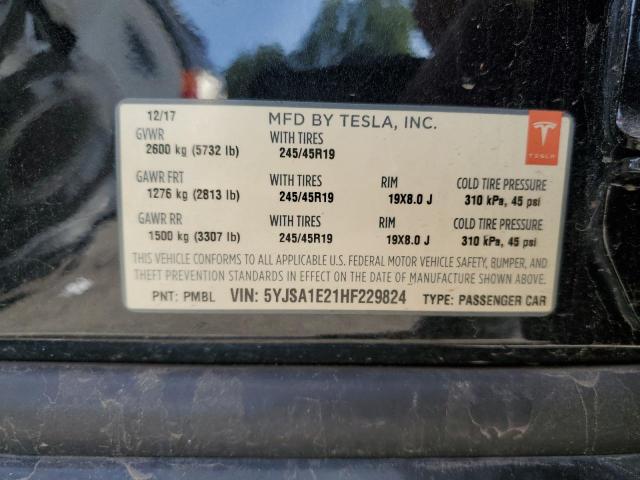 12/17 MFD BY TESLA, INC.
GVWR WITH TIRES
2600 kg (5732 lb) 245/45R19
TESLA
GAWR FRT WITH TIRES RIM COLD TIRE PRESSURE
1276 kg (2813 lb) 245/45R19 19X8.0 J 310 kPa, 45 psi
GAWR RR WITH TIRES RIM COLD TIRE PRESSURE
1500 kg (3307 lb) 245/45R19 19X8.0 J 310 kPa, 45 psi
THIS VEHICLE CONFORMS TO ALL APPLICABLE U.S. FEDERAL MOTOR VEHICLE SAFETY, BUMPER, AND
THEFT PREVENTION STANDARDS IN EFFECT ON THE DATE OF MANUFACTURE SHOWN ABOVE.
PNT: PMBL VIN: 5YJSA1E21HF229824 TYPE: PASSENGER CAR